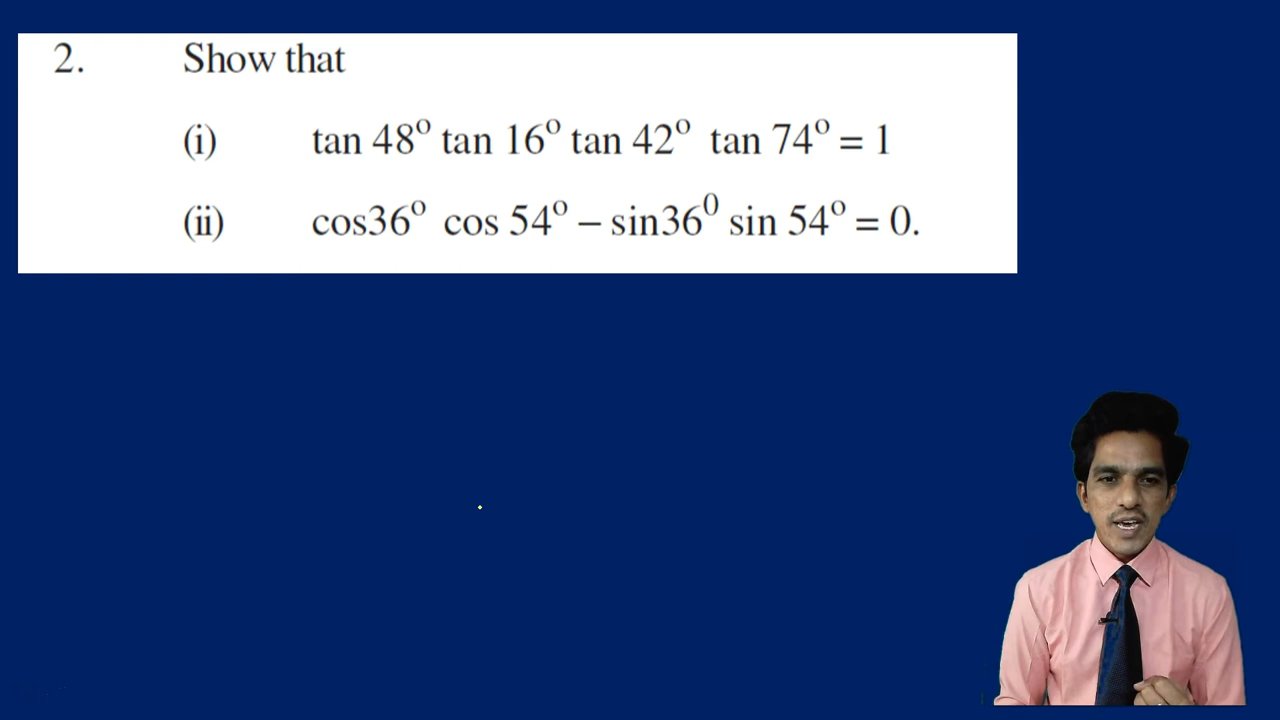 2. Show that
(i) tan 48° tan 16° tan 42° tan 74° = 1
(ii) cos36° cos 54° – sin36⁰ sin 54° = 0.